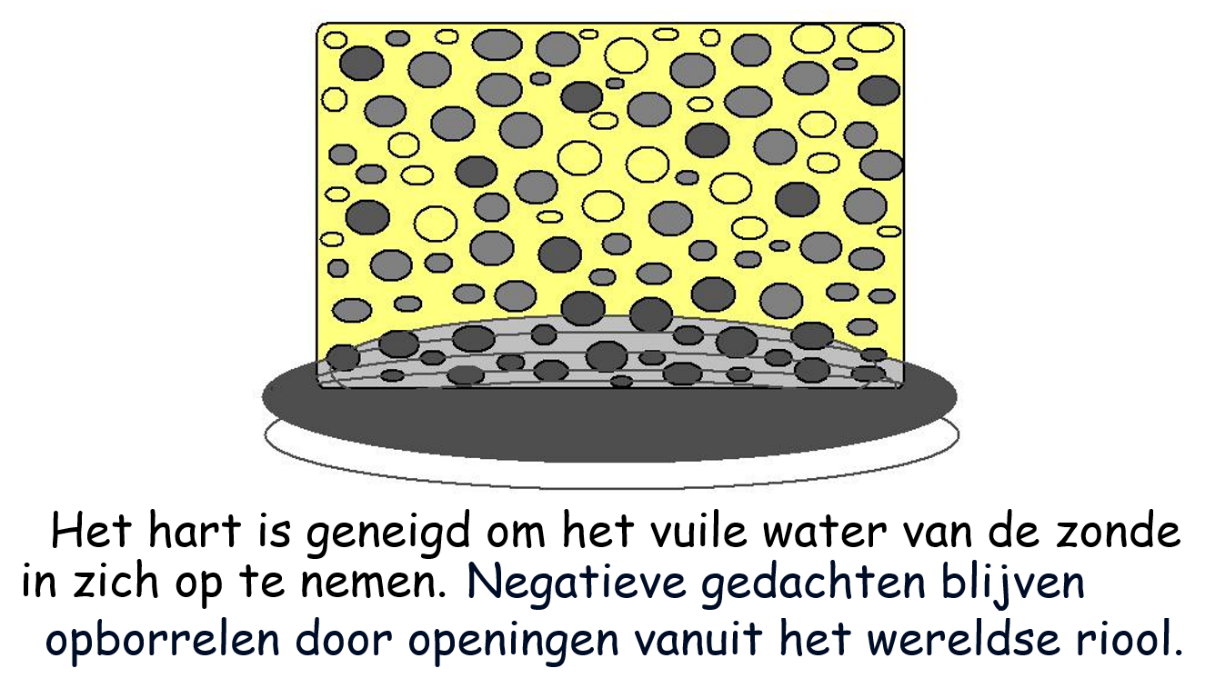 Het hart is geneigd om het vuile water van de zonde
in zich op te nemen. Negatieve gedachten blijven
opborrelen door openingen vanuit het wereldse riool.